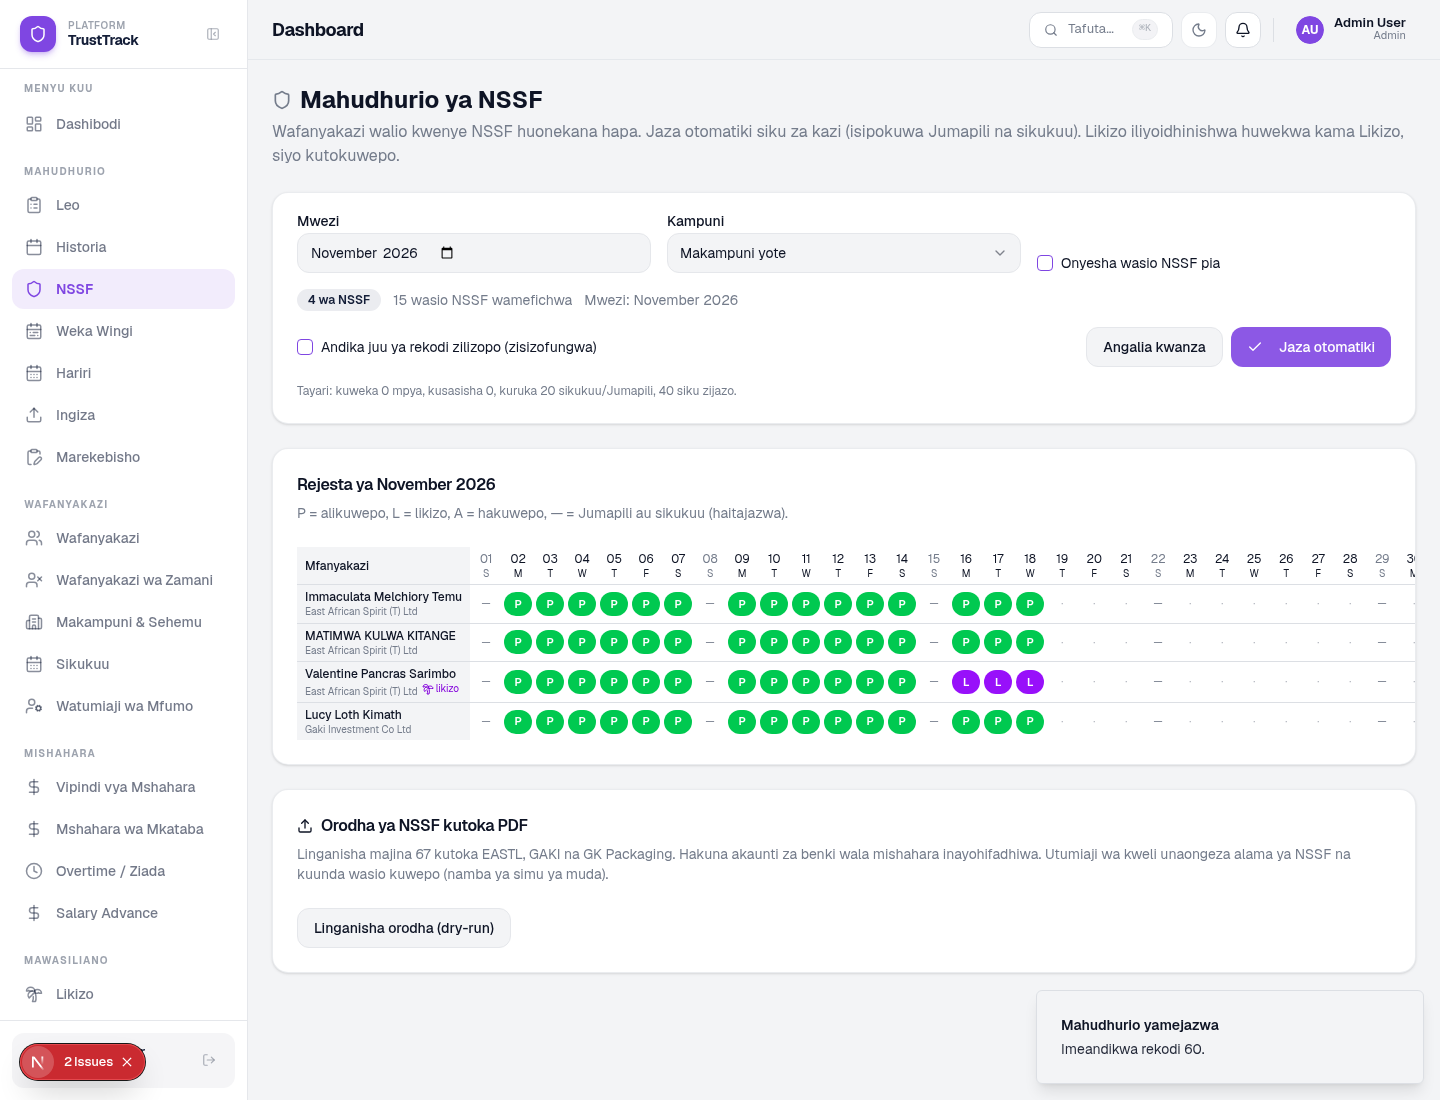 PLATFORM
TrustTrack
MENYU KUU
Dashibodi
MAHUDHURIO
Leo
Historia
NSSF
Weka Wingi
Hariri
Ingiza
Marekebisho
WAFANYAKAZI
Wafanyakazi
Wafanyakazi wa Zamani
Makampuni & Sehemu
Sikukuu
Watumiaji wa Mfumo
MISHAHARA
Vipindi vya Mshahara
Mshahara wa Mkataba
Overtime / Ziada
Salary Advance
MAWASILIANO
Likizo
N 2 Issues
Dashboard
Tafuta... ⌘K
AU Admin User
Admin
Mahudhurio ya NSSF
Wafanyakazi walio kwenye NSSF huonekana hapa. Jaza otomatiki siku za kazi (isipokuwa Jumapili na sikukuu). Likizo iliyoidhinishwa huwekwa kama Likizo,
siyo kutokuwepo.
Mwezi Kampuni
November 2026 Makampuni yote Onyesha wasio NSSF pia
4 wa NSSF 15 wasio NSSF wamefichwa Mwezi: November 2026
Andika juu ya rekodi zilizopo (zisizofungwa) Angalia kwanza Jaza otomatiki
Tayari: kuweka 0 mpya, kusasisha 0, kuruka 20 sikukuu/Jumapili, 40 siku zijazo.
Rejesta ya November 2026
P = alikuwepo, L = likizo, A = hakuwepo, — = Jumapili au sikukuu (haitajazwa).
Mfanyakazi 01 02 03 04 05 06 07 08 09 10 11 12 13 14 15 16 17 18 19 20 21 22 23 24 25 26 27 28 29 30
S M T W T F S S M T W T F S S M T W T F S S M T W T F S S M
Immaculata Melchiory Temu — P P P P P P — P P P P P P — P P P · · · — · · · · · · — ·
East African Spirit (T) Ltd
MATIMWA KULWA KITANGE — P P P P P P — P P P P P P — P P P · · · — · · · · · · — ·
East African Spirit (T) Ltd
Valentine Pancras Sarimbo — P P P P P P — P P P P P P — L L L · · · — · · · · · · — ·
East African Spirit (T) Ltd likizo
Lucy Loth Kimath — P P P P P P — P P P P P P — P P P · · · — · · · · · · — ·
Gaki Investment Co Ltd
Orodha ya NSSF kutoka PDF
Linganisha majina 67 kutoka EASTL, GAKI na GK Packaging. Hakuna akaunti za benki wala mishahara inayohifadhiwa. Utumiaji wa kweli unaongeza alama ya NSSF na
kuunda wasio kuwepo (namba ya simu ya muda).
Linganisha orodha (dry-run)
Mahudhurio yamejazwa
Imeandikwa rekodi 60.